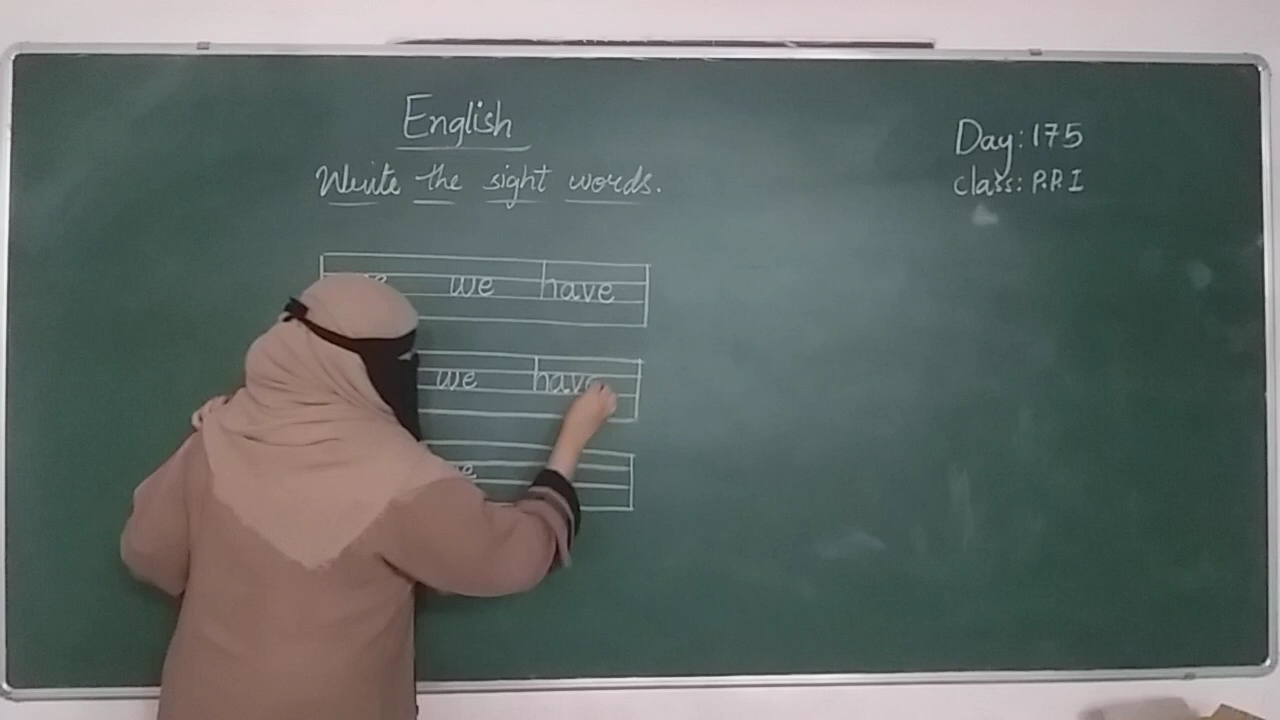 English
Day: 175
Write the sight words.
Class: P.P. I
we have
we have